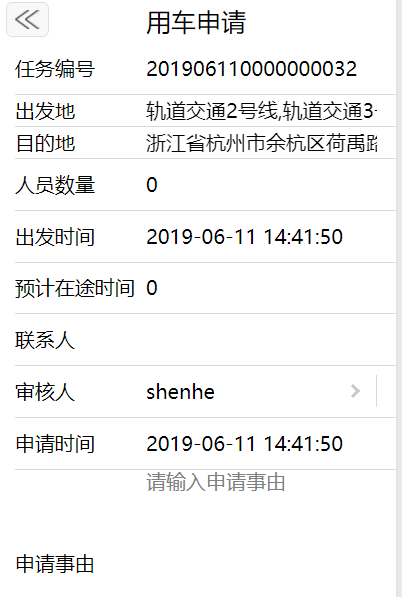 用车申请
任务编号 201906110000000032
出发地 轨道交通2号线,轨道交通3
目的地 浙江省杭州市余杭区荷禹路
人员数量 0
出发时间 2019-06-11 14:41:50
预计在途时间 0
联系人
审核人 shenhe
申请时间 2019-06-11 14:41:50
请输入申请事由
申请事由